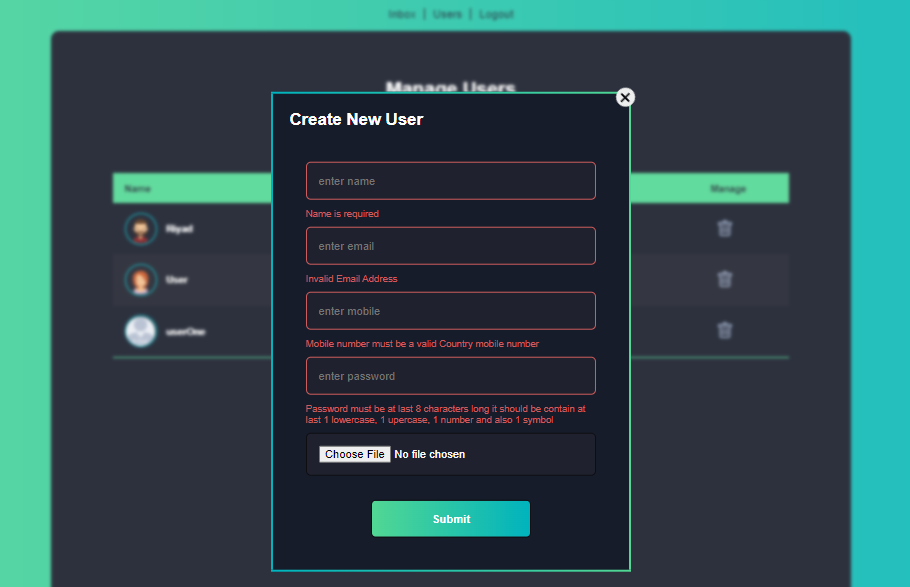 Inbox | Users | Logout
Manage Users
Create New User
enter name
Name is required
enter email
Invalid Email Address
enter mobile
Mobile number must be a valid Country mobile number
enter password
Password must be at last 8 characters long it should be contain at
last 1 lowercase, 1 upercase, 1 number and also 1 symbol
Choose File No file chosen
Submit
Name Manage
Riyad
User
userOne